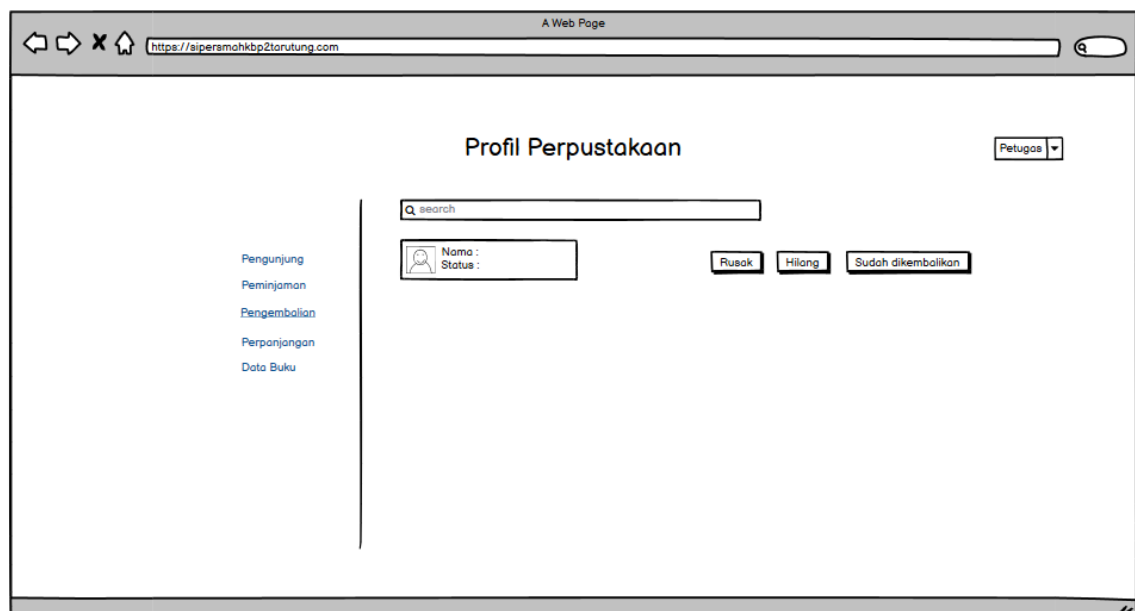 A Web Page
https://sipersmahkbp2tarutung.com
Profil Perpustakaan
Petugas
search
Nama :
Status :
Rusak
Hilang
Sudah dikembalikan
Pengunjung
Peminjaman
Pengembalian
Perpanjangan
Data Buku